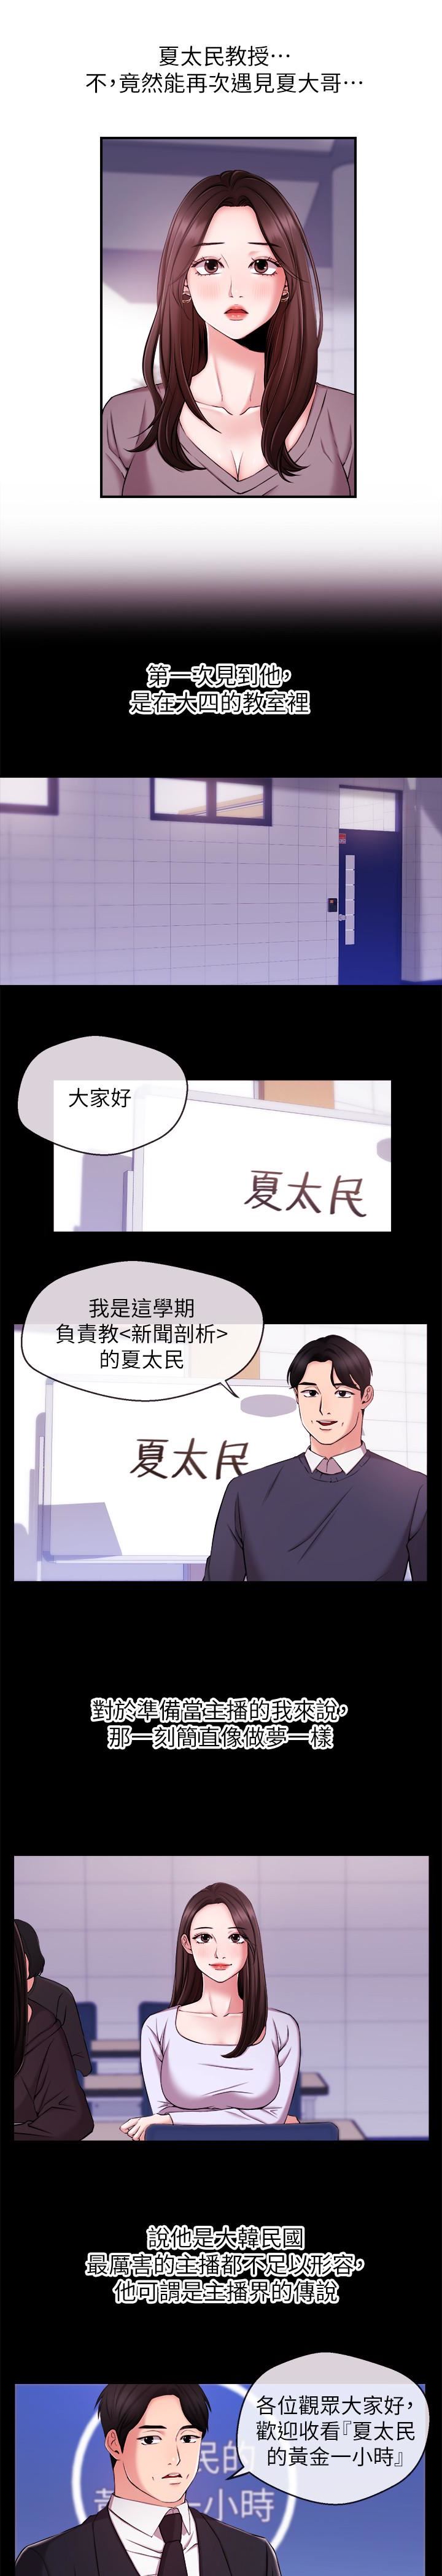 夏太民教授…
不，竟然能再次遇見夏大哥…
第一次見到他，
是在大四的教室裡
大家好
夏太民
我是這學期
負責教<新聞剖析>
的夏太民
夏太民
對於準備當主播的我來說，
那一刻簡直像做夢一樣
說他是大韓民國
最厲害的主播都不足以形容，
他可謂是主播界的傳說
各位觀眾大家好，
歡迎收看『夏太民
的黃金一小時』
民的
黃
一小時